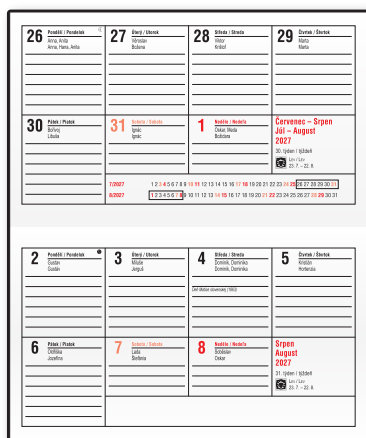 26 Pondělí / Pondelok
Anna, Anita
Anna, Hana, Anita
27 Úterý / Utorok
Věroslav
Božena
28 Středa / Streda
Viktor
Krištof
29 Čtvrtek / Štvrtok
Marta
Marta
30 Pátek / Piatok
Bořivoj
Libuša
31 Sobota / Sobota
Ignác
Ignác
1 Neděle / Nedeľa
Oskar, Meda
Božidara
Červenec – Srpen
Júl – August
2027
30. týden / týždeň
Lev / Lev
23. 7. – 22. 8.
7/2027 1 2 3 4 5 6 7 8 9 10 11 12 13 14 15 16 17 18 19 20 21 22 23 24 25 26 27 28 29 30 31
8/2027 1 2 3 4 5 6 7 8 9 10 11 12 13 14 15 16 17 18 19 20 21 22 23 24 25 26 27 28 29 30 31
2 Pondělí / Pondelok
Gustav
Gustáv
3 Úterý / Utorok
Miluše
Jerguš
4 Středa / Streda
Dominik, Dominika
Dominik, Dominika
Deň Matice slovenskej (1863)
5 Čtvrtek / Štvrtok
Kristián
Hortenzia
6 Pátek / Piatok
Oldřiška
Jozefína
7 Sobota / Sobota
Lada
Štefánia
8 Neděle / Nedeľa
Soběslav
Oskar
Srpen
August
2027
31. týden / týždeň
Lev / Lev
23. 7. – 22. 8.